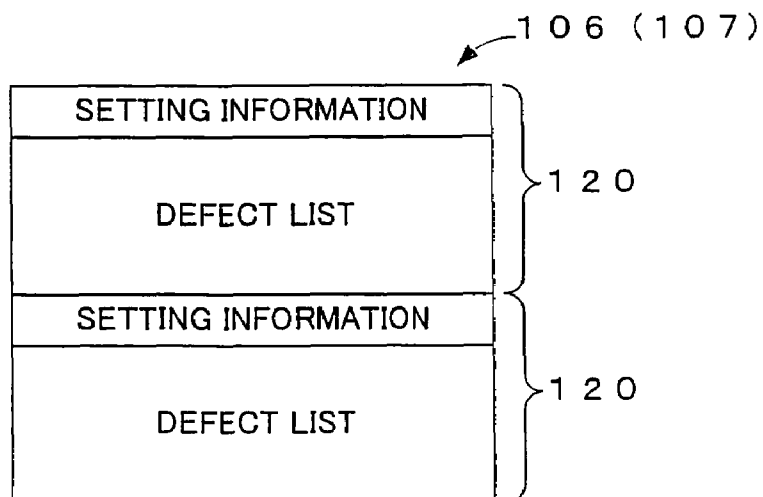 106 (107)
SETTING INFORMATION
120
DEFECT LIST
SETTING INFORMATION
120
DEFECT LIST